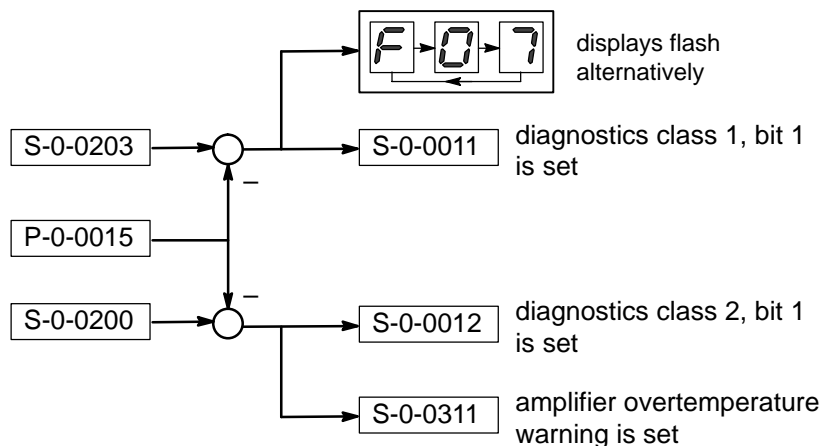 F 0 7
displays flash
alternatively
S-0-0203
S-0-0011
diagnostics class 1, bit 1
is set
–
P-0-0015
–
S-0-0200
S-0-0012
diagnostics class 2, bit 1
is set
S-0-0311
amplifier overtemperature
warning is set